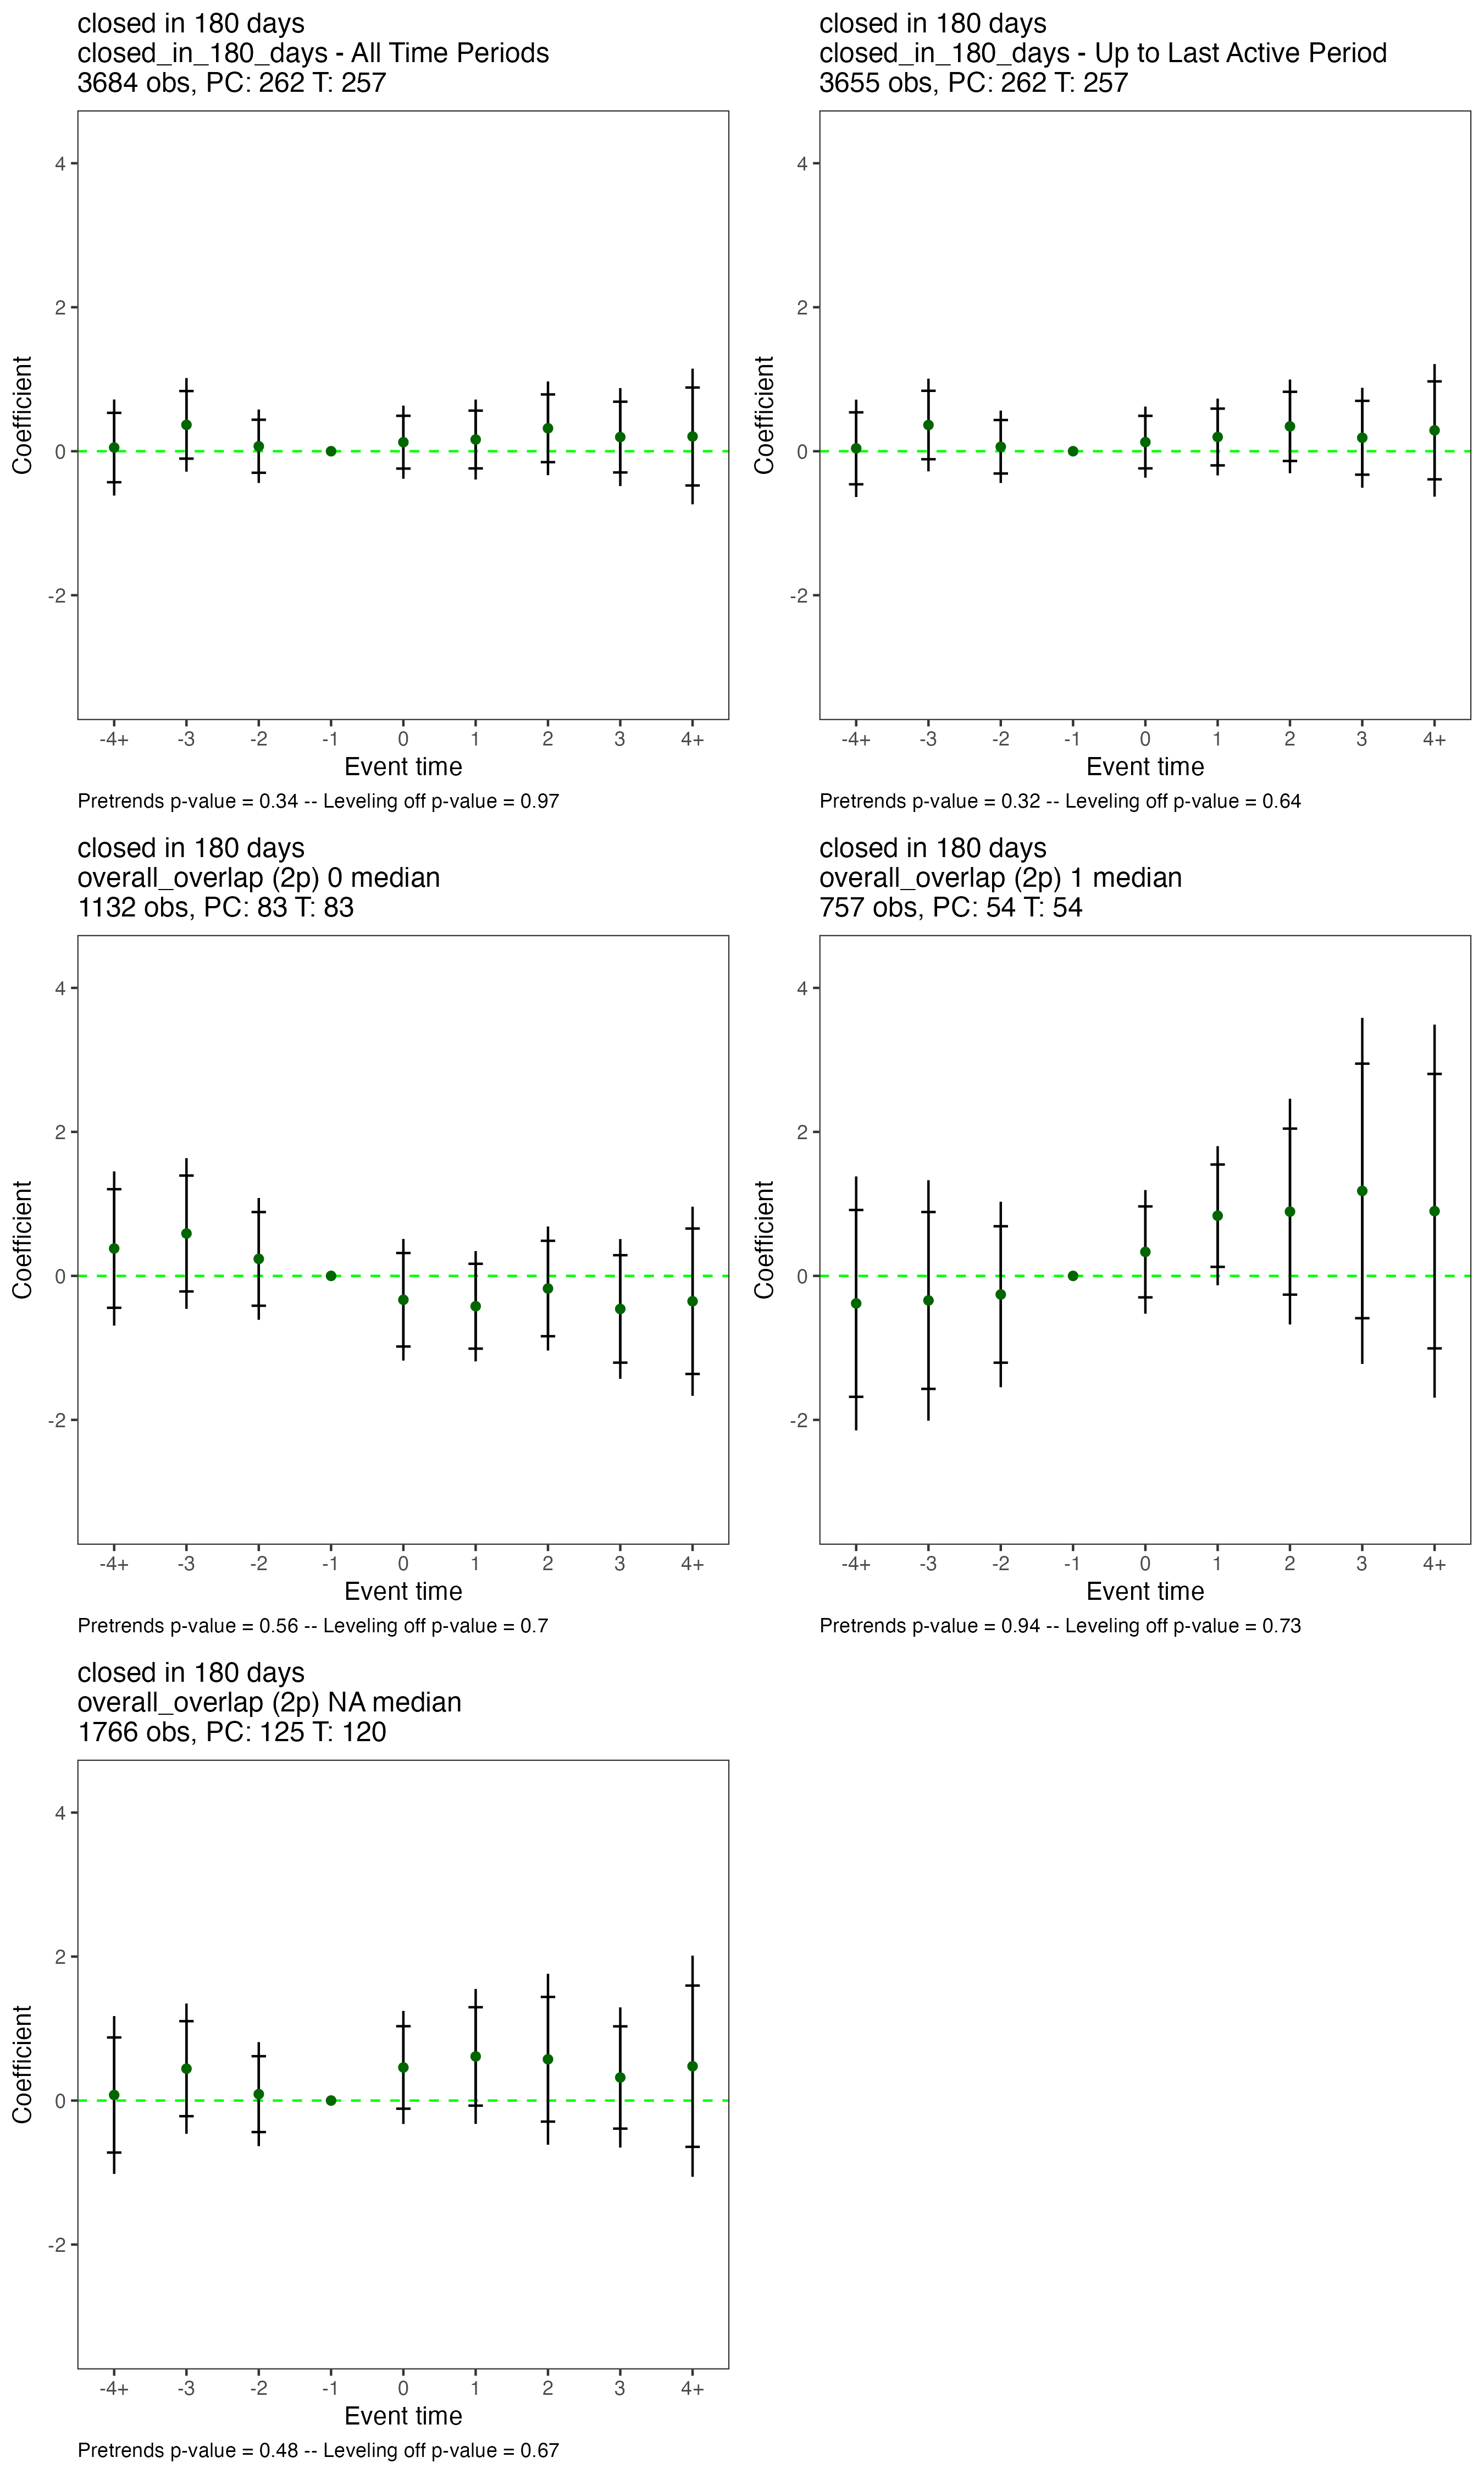 closed in 180 days
closed_in_180_days - All Time Periods
3684 obs, PC: 262 T: 257
4
2
0
-2
Coefficient
-4+ -3 -2 -1 0 1 2 3 4+
Event time
Pretrends p-value = 0.34 -- Leveling off p-value = 0.97
closed in 180 days
closed_in_180_days - Up to Last Active Period
3655 obs, PC: 262 T: 257
4
2
0
-2
Coefficient
-4+ -3 -2 -1 0 1 2 3 4+
Event time
Pretrends p-value = 0.32 -- Leveling off p-value = 0.64
closed in 180 days
overall_overlap (2p) 0 median
1132 obs, PC: 83 T: 83
4
2
0
-2
Coefficient
-4+ -3 -2 -1 0 1 2 3 4+
Event time
Pretrends p-value = 0.56 -- Leveling off p-value = 0.7
closed in 180 days
overall_overlap (2p) 1 median
757 obs, PC: 54 T: 54
4
2
0
-2
Coefficient
-4+ -3 -2 -1 0 1 2 3 4+
Event time
Pretrends p-value = 0.94 -- Leveling off p-value = 0.73
closed in 180 days
overall_overlap (2p) NA median
1766 obs, PC: 125 T: 120
4
2
0
-2
Coefficient
-4+ -3 -2 -1 0 1 2 3 4+
Event time
Pretrends p-value = 0.48 -- Leveling off p-value = 0.67